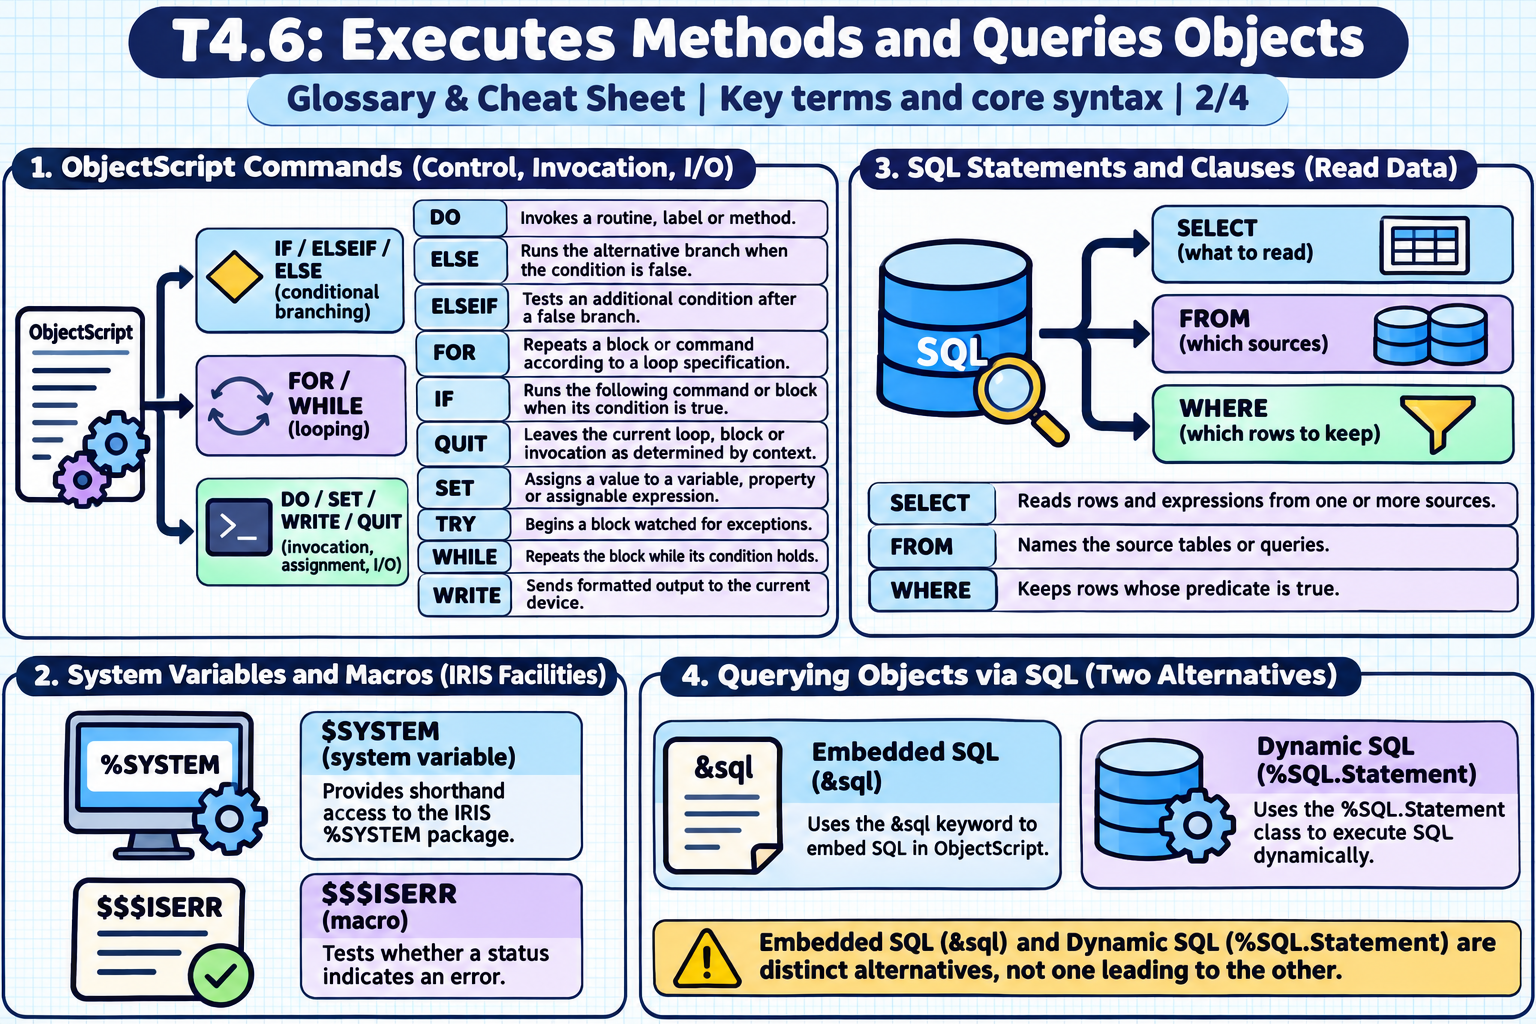 T4.6: Executes Methods and Queries Objects
Glossary & Cheat Sheet | Key terms and core syntax | 2/4
1. ObjectScript Commands (Control, Invocation, I/O)
ObjectScript
IF / ELSEIF /
ELSE
(conditional
branching)
FOR /
WHILE
(looping)
>_
DO / SET /
WRITE / QUIT
(invocation,
assignment, I/O)
DO
Invokes a routine, label or method.
ELSE
Runs the alternative branch when
the condition is false.
ELSEIF
Tests an additional condition after
a false branch.
FOR
Repeats a block or command
according to a loop specification.
IF
Runs the following command or block
when its condition is true.
QUIT
Leaves the current loop, block or
invocation as determined by context.
SET
Assigns a value to a variable, property
or assignable expression.
TRY
Begins a block watched for exceptions.
WHILE
Repeats the block while its condition holds.
WRITE
Sends formatted output to the current
device.
3. SQL Statements and Clauses (Read Data)
SQL
SELECT
(what to read)
FROM
(which sources)
WHERE
(which rows to keep)
SELECT
Reads rows and expressions from one or more sources.
FROM
Names the source tables or queries.
WHERE
Keeps rows whose predicate is true.
2. System Variables and Macros (IRIS Facilities)
%SYSTEM
$SYSTEM
(system variable)
Provides shorthand
access to the IRIS
%SYSTEM package.
$$$ISERR
$$$ISERR
(macro)
Tests whether a status
indicates an error.
4. Querying Objects via SQL (Two Alternatives)
&sql
Embedded SQL
(&sql)
Uses the &sql keyword to
embed SQL in ObjectScript.
Dynamic SQL
(%SQL.Statement)
Uses the %SQL.Statement
class to execute SQL
dynamically.
Embedded SQL (&sql) and Dynamic SQL (%SQL.Statement) are
distinct alternatives, not one leading to the other.